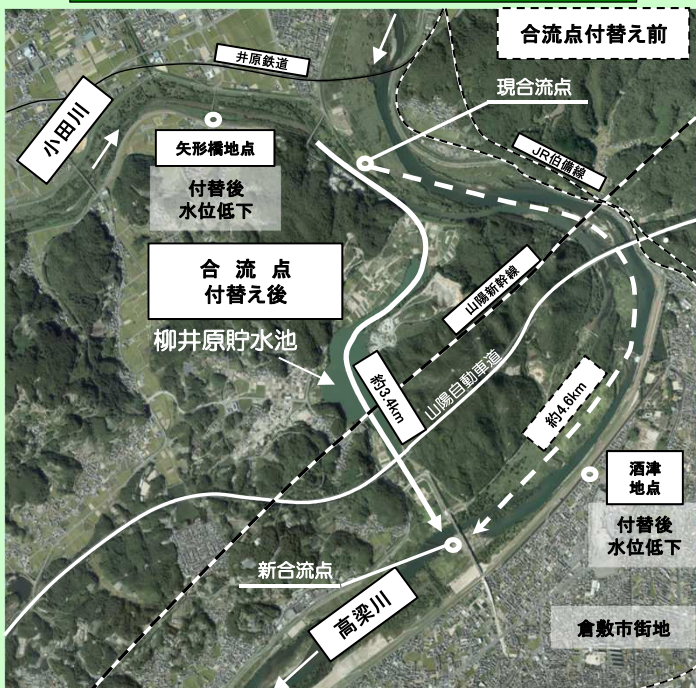 合流点付替え前
井原鉄道
現合流点
小田川
矢形橋地点
JR伯備線
付替後
水位低下
合流点
付替え後
山陽新幹線
柳井原貯水池
約3.4km
山陽自動車道
約4.6km
酒津
地点
付替後
水位低下
新合流点
高梁川
倉敷市街地